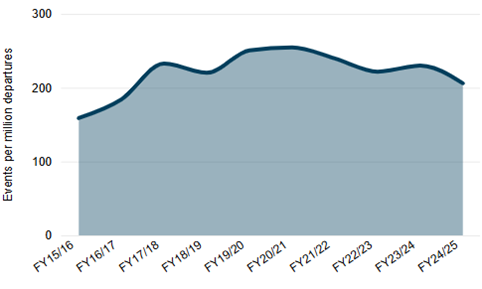 Events per million departures
300
200
100
0
FY15/16
FY16/17
FY17/18
FY18/19
FY19/20
FY20/21
FY21/22
FY22/23
FY23/24
FY24/25